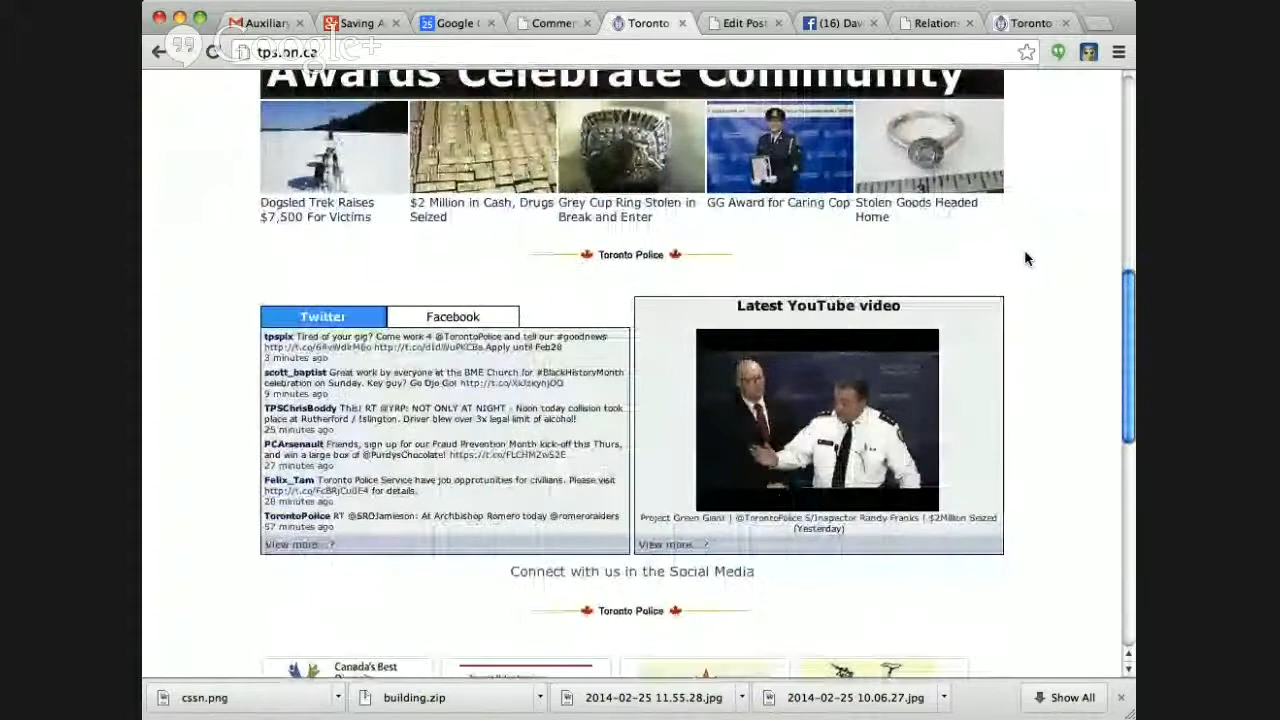 Auxiliary
Saving A
Google (
Comme
Toronto
Edit Post
(16) Dav
Relation
Toronto
Google+
tps.on.ca
Awards Celebrate Community
Dogsled Trek Raises
$7,500 For Victims
$2 Million in Cash, Drugs
Seized
Grey Cup Ring Stolen in
Break and Enter
GG Award for Caring Cop
Stolen Goods Headed
Home
Toronto Police
Twitter
Facebook
tpspix Tired of your gig? Come work 4 @TorontoPolice and tell our #goodnews
Apply until Feb28
3 minutes ago
scott_baptist Great work by everyone at the BME Church for #BlackHistoryMonth
celebration on Sunday. Key guy? Go Djo Go!
9 minutes ago
TPSChrisBoddy This! RT @YRP: NOT ONLY AT NIGHT - Noon today collision took
place at Rutherford / Islington. Driver blew over 3x legal limit of alcohol!
25 minutes ago
PCArsenault Friends, sign up for our Fraud Prevention Month kick-off this Thurs,
and win a large box of @PurdysChocolate! https://t.co/FLCHMZwS2E
27 minutes ago
Felix_Tam Toronto Police Service have job opportunities for civilians. Please visit
for details.
28 minutes ago
TorontoPolice RT @SROJamieson: At Archbishop Romero today @romeroraiders
57 minutes ago
View more...?
Latest YouTube video
Project Green Giant | @TorontoPolice S/Inspector Randy Franks | $2Million Seized
(Yesterday)
View more...?
Connect with us in the Social Media
Toronto Police
Canada's Best
cssn.png
building.zip
2014-02-25 11.55.28.jpg
2014-02-25 10.06.27.jpg
Show All